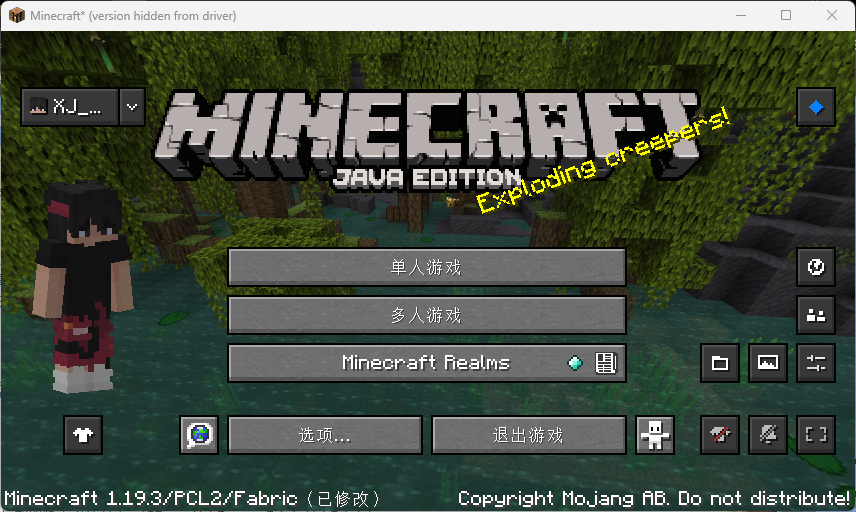 Minecraft* (version hidden from driver)
XJ_...
MINECRAFT
JAVA EDITION
Exploding creepers!
单人游戏
多人游戏
Minecraft Realms
选项...
退出游戏
Minecraft 1.19.3/PCL2/Fabric（已修改）
Copyright Mojang AB. Do not distribute!